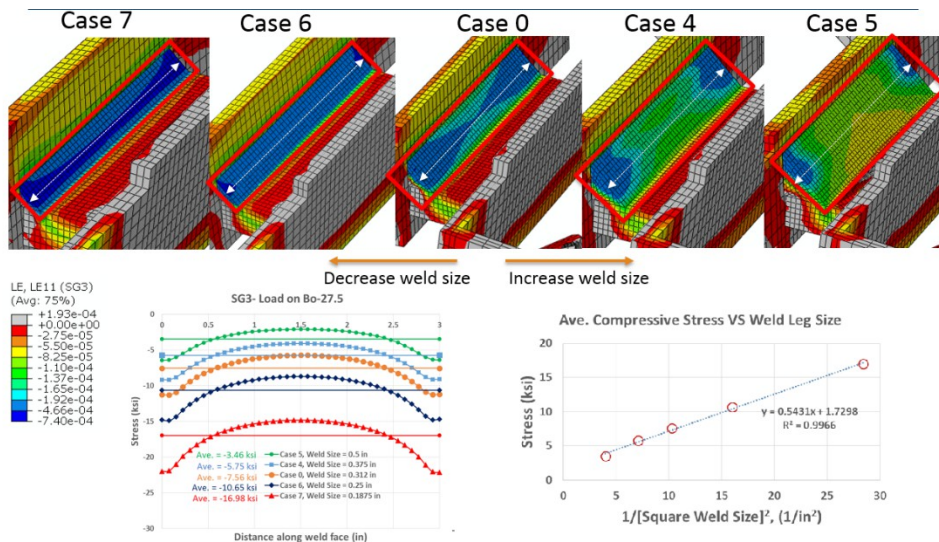 Case 7
Case 6
Case 0
Case 4
Case 5
Decrease weld size
Increase weld size
LE, LE11 (SG3)
(Avg: 75%)
+1.93e-04
+0.00e+00
-2.75e-05
-5.50e-05
-8.25e-05
-1.10e-04
-1.37e-04
-1.65e-04
-1.92e-04
-4.66e-04
-7.40e-04
SG3- Load on Bo-27.5
0
-5
-10
-15
-20
-25
-30
Stress (ksi)
0 0.5 1 1.5 2 2.5 3
Ave. = -3.46 ksi Case 5, Weld Size = 0.5 in
Ave. = -5.75 ksi Case 4, Weld Size = 0.375 in
Ave. = -7.56 ksi Case 0, Weld Size = 0.312 in
Ave. = -10.65 ksi Case 6, Weld Size = 0.25 in
Ave. = -16.98 ksi Case 7, Weld Size = 0.1875 in
Distance along weld face (in)
Ave. Compressive Stress VS Weld Leg Size
20
15
10
5
0
Stress (ksi)
y = 0.5431x + 1.7298
R² = 0.9966
0 5 10 15 20 25 30
1/[Square Weld Size]², (1/in²)